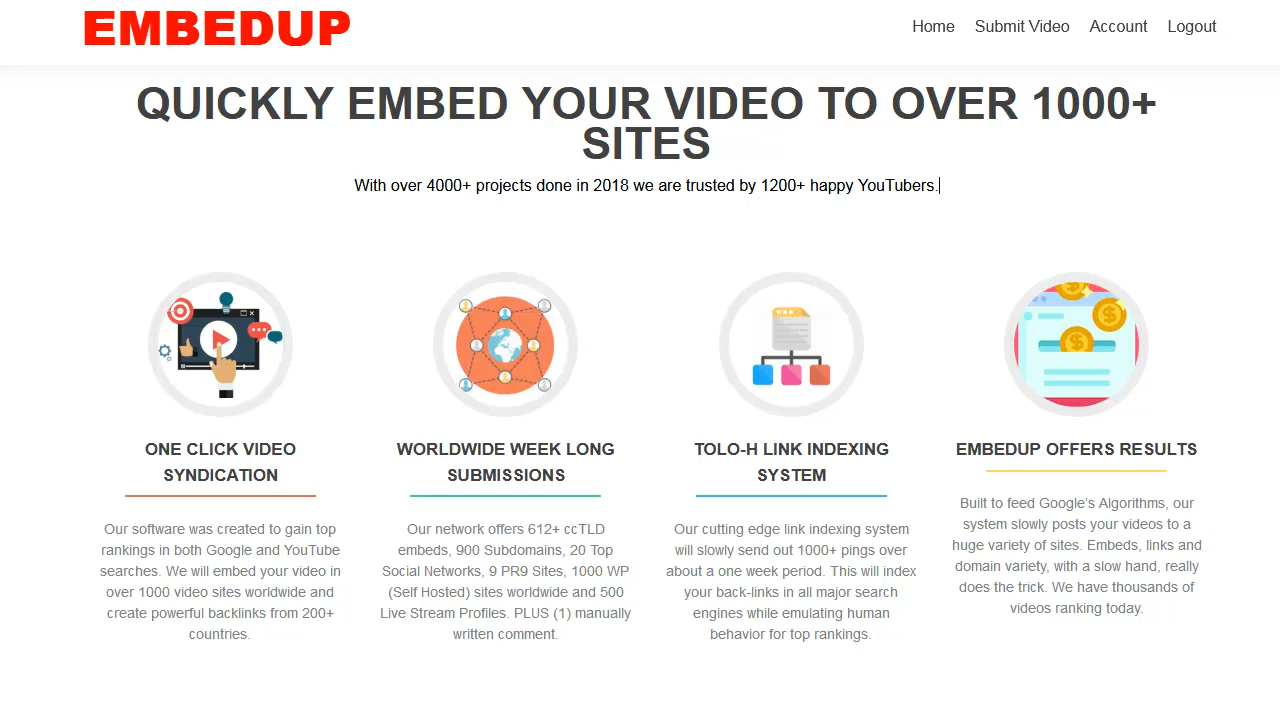 EMBEDUP
Home Submit Video Account Logout
QUICKLY EMBED YOUR VIDEO TO OVER 1000+
SITES
With over 4000+ projects done in 2018 we are trusted by 1200+ happy YouTubers.
ONE CLICK VIDEO
SYNDICATION
Our software was created to gain top
rankings in both Google and YouTube
searches. We will embed your video in
over 1000 video sites worldwide and
create powerful backlinks from 200+
countries.
WORLDWIDE WEEK LONG
SUBMISSIONS
Our network offers 612+ ccTLD
embeds, 900 Subdomains, 20 Top
Social Networks, 9 PR9 Sites, 1000 WP
(Self Hosted) sites worldwide and 500
Live Stream Profiles. PLUS (1) manually
written comment.
TOLO-H LINK INDEXING
SYSTEM
Our cutting edge link indexing system
will slowly send out 1000+ pings over
about a one week period. This will index
your back-links in all major search
engines while emulating human
behavior for top rankings.
EMBEDUP OFFERS RESULTS
Built to feed Google's Algorithms, our
system slowly posts your videos to a
huge variety of sites. Embeds, links and
domain variety, with a slow hand, really
does the trick. We have thousands of
videos ranking today.